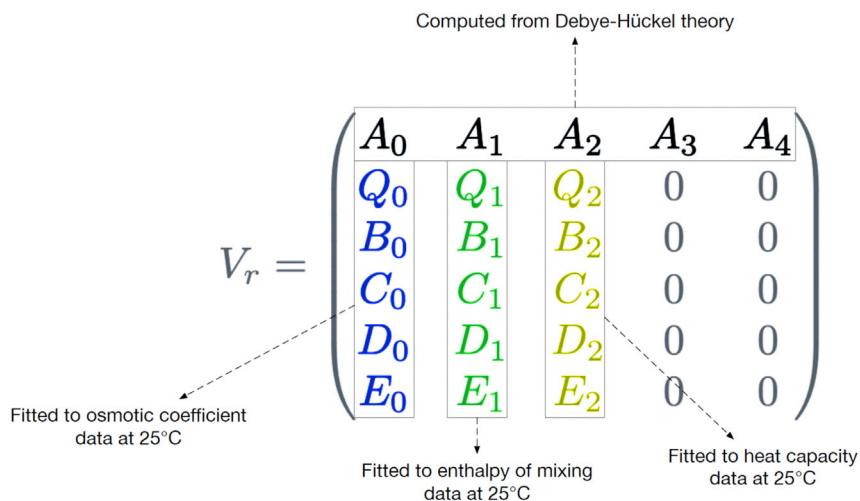 Computed from Debye-Hückel theory
A₀ A₁ A₂ A₃ A₄
Q₀ Q₁ Q₂ 0 0
B₀ B₁ B₂ 0 0
Vᵣ = C₀ C₁ C₂ 0 0
D₀ D₁ D₂ 0 0
E₀ E₁ E₂ 0 0
Fitted to osmotic coefficient
data at 25°C
Fitted to enthalpy of mixing
data at 25°C
Fitted to heat capacity
data at 25°C